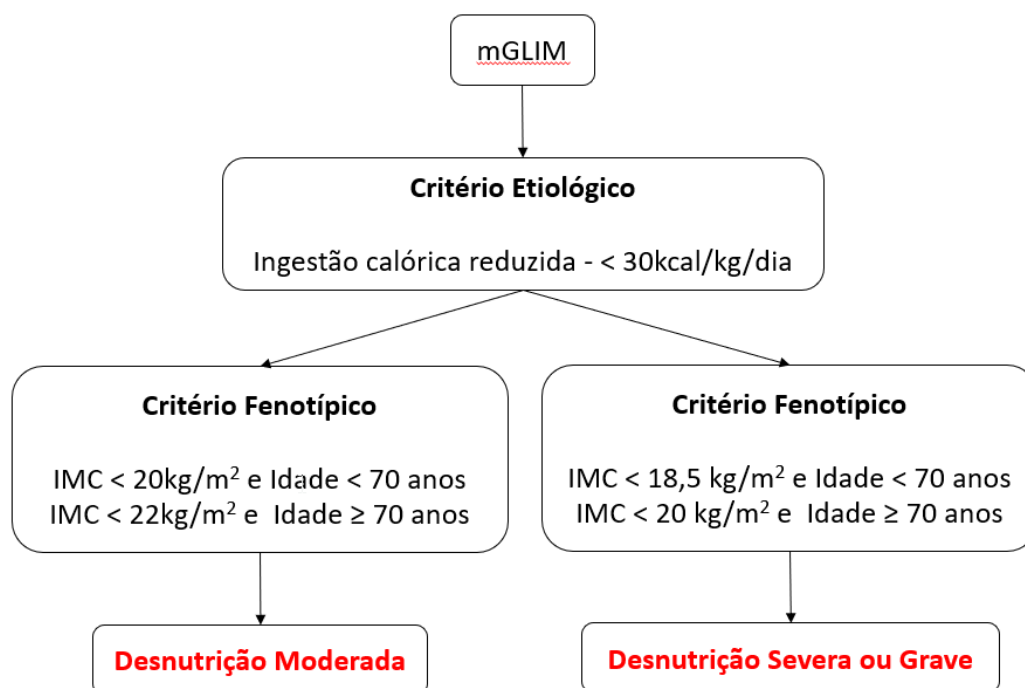 mGLIM
Critério Etiológico
Ingestão calórica reduzida - < 30kcal/kg/dia
Critério Fenotípico
IMC < 20kg/m² e Idade < 70 anos
IMC < 22kg/m² e Idade ≥ 70 anos
Critério Fenotípico
IMC < 18,5 kg/m² e Idade < 70 anos
IMC < 20 kg/m² e Idade ≥ 70 anos
Desnutrição Moderada
Desnutrição Severa ou Grave